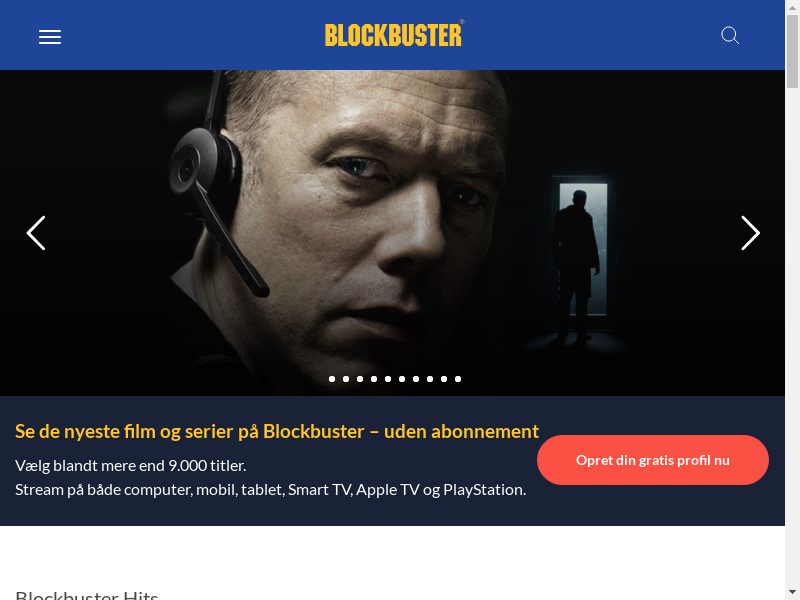 BLOCKBUSTER®
Se de nyeste film og serier på Blockbuster – uden abonnement
Vælg blandt mere end 9.000 titler.
Stream på både computer, mobil, tablet, Smart TV, Apple TV og PlayStation.
Opret din gratis profil nu
Blockbuster Hits